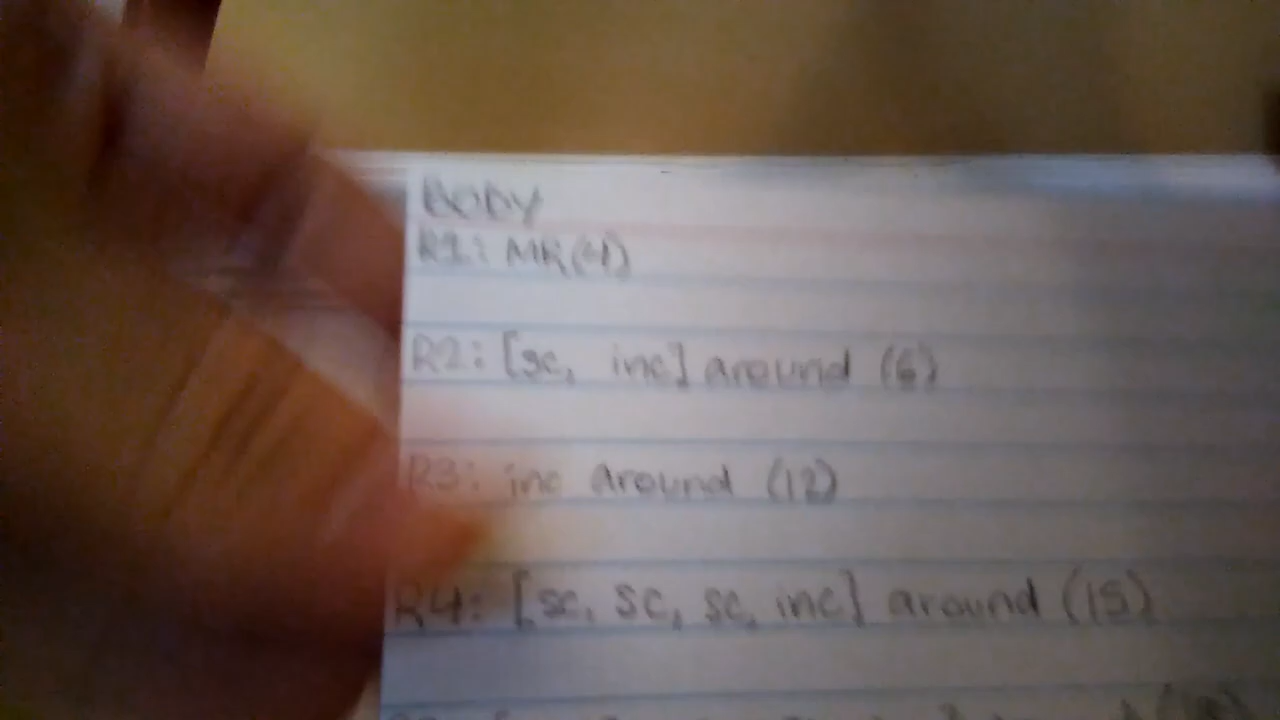 BODY
R1: MR(4)
R2: [sc, inc] around (6)
R3: inc around (12)
R4: [sc, sc, sc, inc] around (15)